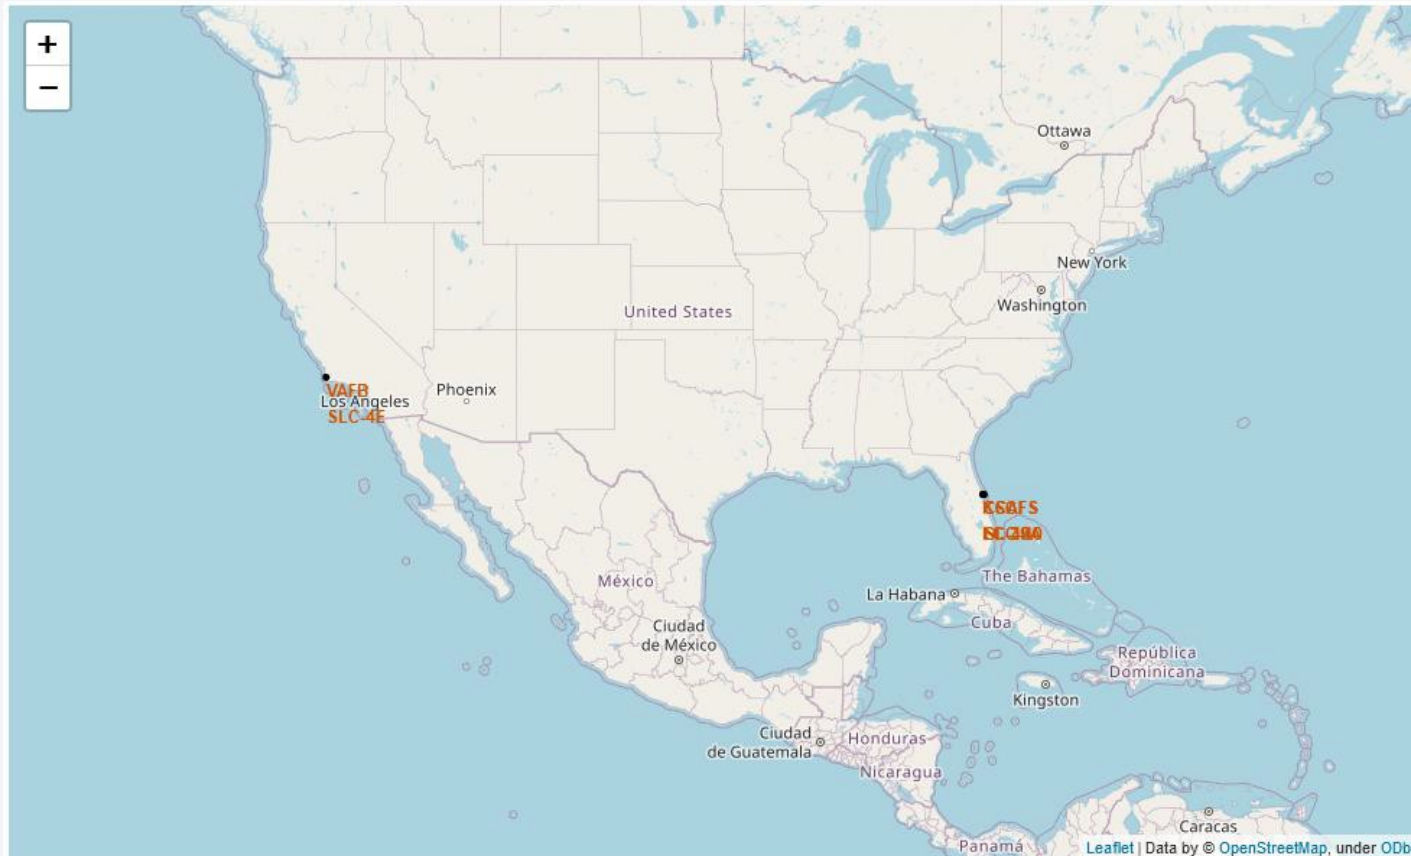 +
−
Ottawa
New York
Washington
United States
Phoenix
VAFB
Los Angeles
SLC-4E
The Bahamas
La Habana
Cuba
México
Ciudad
de México
República
Dominicana
Kingston
Ciudad
de Guatemala
Honduras
Nicaragua
Caracas
Panamá
Leaflet | Data by © OpenStreetMap, under ODb